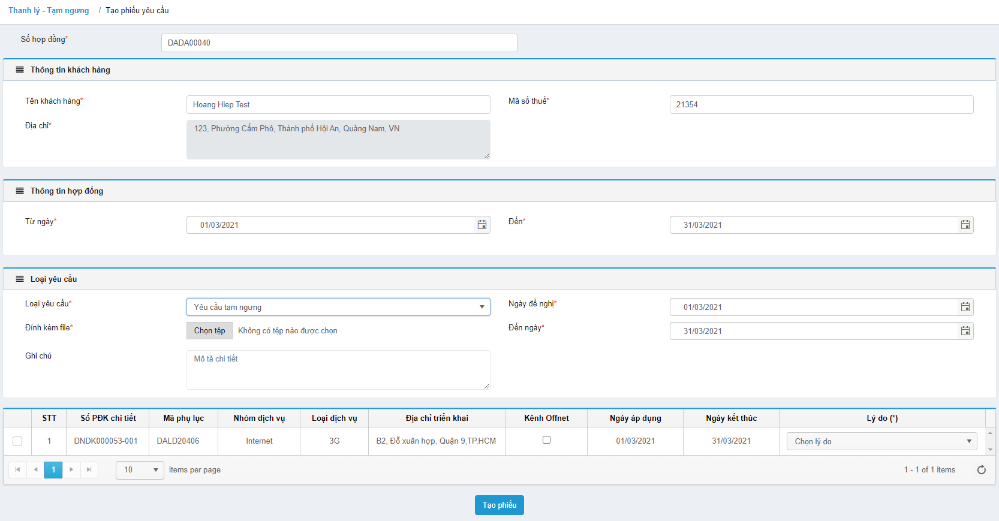 Thanh lý - Tạm ngưng / Tạo phiếu yêu cầu
Số hợp đồng* DADA00040
Thông tin khách hàng
Tên khách hàng* Hoang Hiep Test Mã số thuế* 21354
Địa chỉ* 123, Phường Cẩm Phô, Thành phố Hội An, Quảng Nam, VN
Thông tin hợp đồng
Từ ngày* 01/03/2021 Đến* 31/03/2021
Loại yêu cầu
Loại yêu cầu* Yêu cầu tạm ngưng Ngày đề nghị* 01/03/2021
Đính kèm file* Chọn tệp Không có tệp nào được chọn Đến ngày* 31/03/2021
Ghi chú Mô tả chi tiết
STT Số PĐK chi tiết Mã phụ lục Nhóm dịch vụ Loại dịch vụ Địa chỉ triển khai Kênh Offnet Ngày áp dụng Ngày kết thúc Lý do (*)
1 DNDK000053-001 DALD20406 Internet 3G B2, Đỗ xuân hợp, Quận 9,TP.HCM 01/03/2021 31/03/2021 Chọn lý do
1 10 items per page 1 - 1 of 1 items
Tạo phiếu